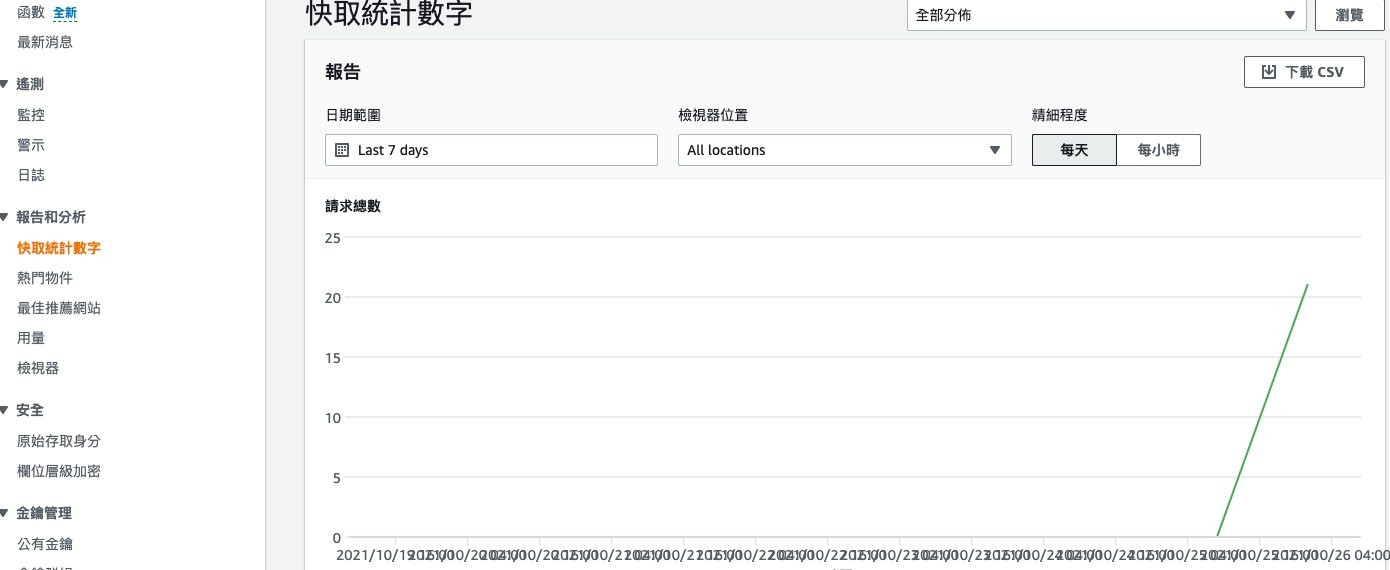 函數 全新
最新消息
遙測
監控
警示
日誌
報告和分析
快取統計數字
熱門物件
最佳推薦網站
用量
檢視器
安全
原始存取身分
欄位層級加密
金鑰管理
公有金鑰
快取統計數字
全部分佈
瀏覽
報告
下載 CSV
日期範圍
檢視器位置
精細程度
Last 7 days
All locations
每天
每小時
請求總數
25
20
15
10
5
0
2021/10/19
04:00